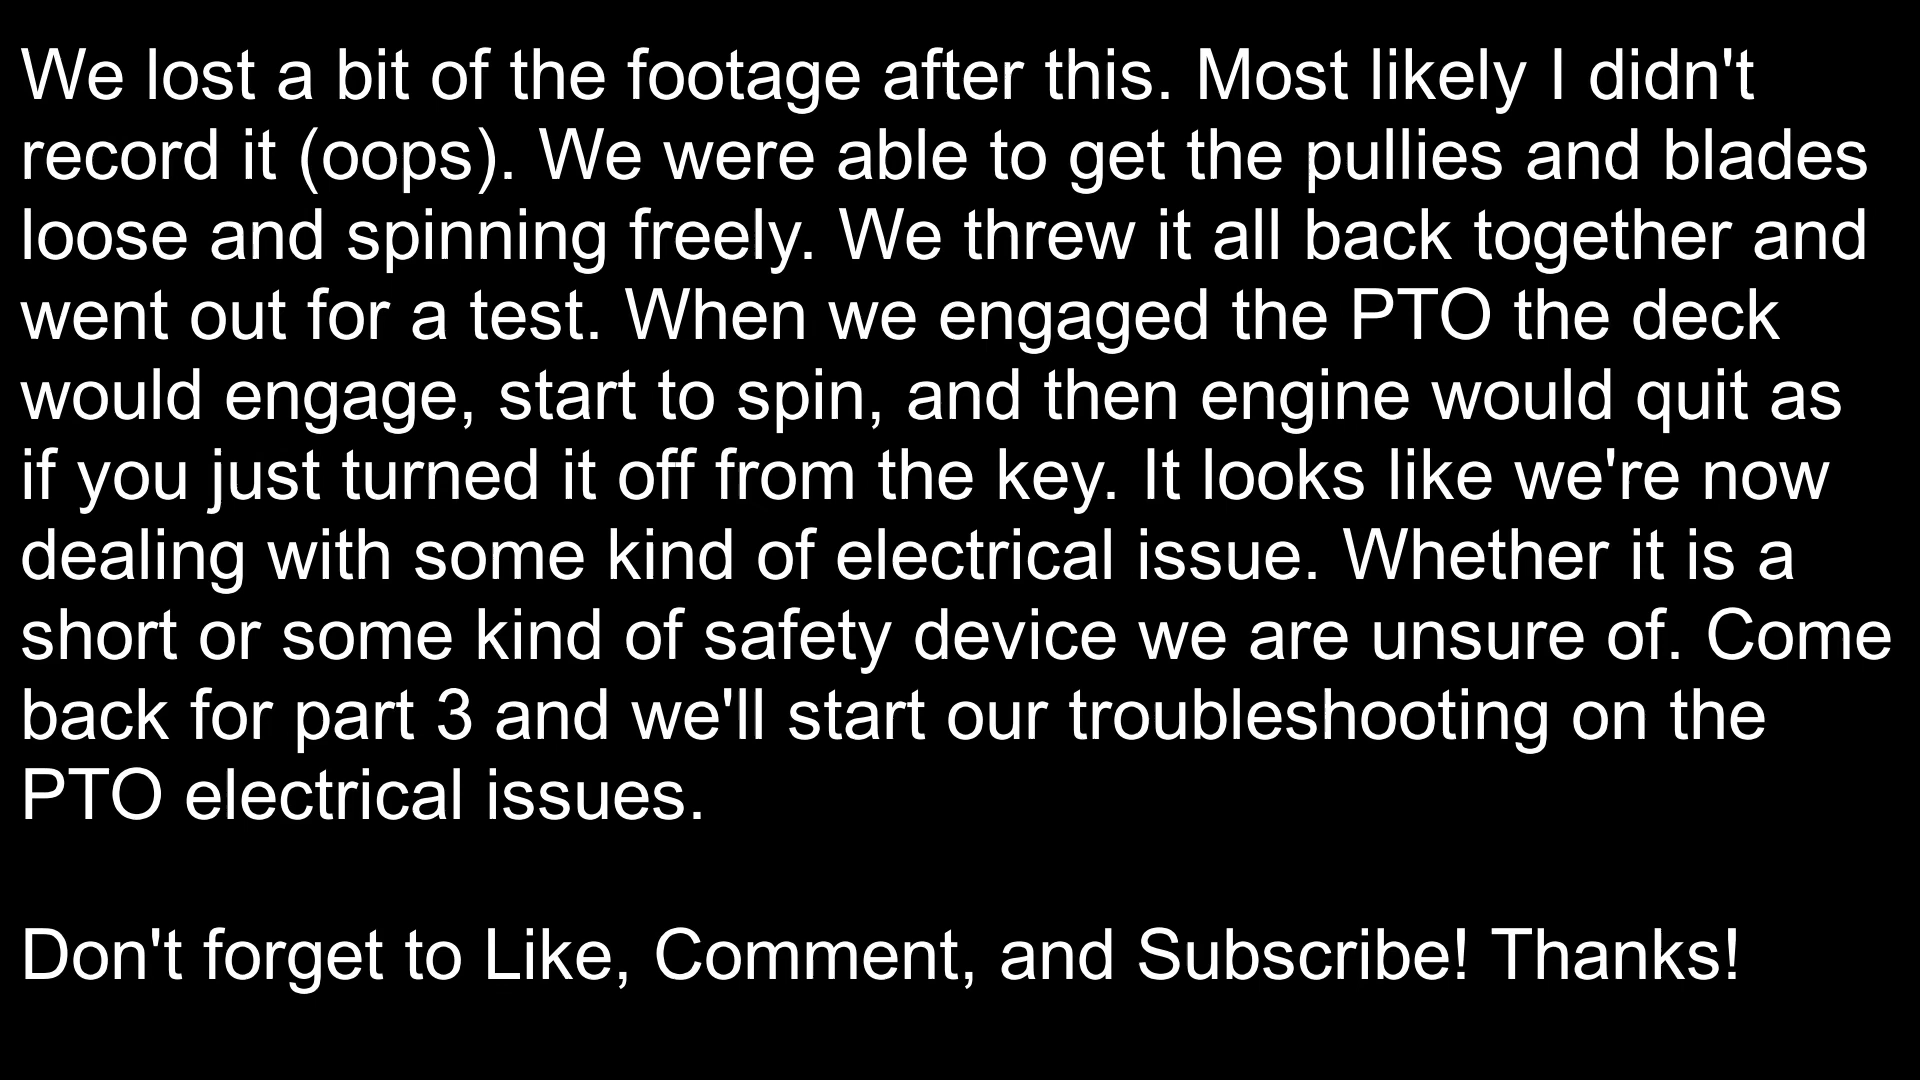 We lost a bit of the footage after this. Most likely I didn't
record it (oops). We were able to get the pullies and blades
loose and spinning freely. We threw it all back together and
went out for a test. When we engaged the PTO the deck
would engage, start to spin, and then engine would quit as
if you just turned it off from the key. It looks like we're now
dealing with some kind of electrical issue. Whether it is a
short or some kind of safety device we are unsure of. Come
back for part 3 and we'll start our troubleshooting on the
PTO electrical issues.
Don't forget to Like, Comment, and Subscribe! Thanks!